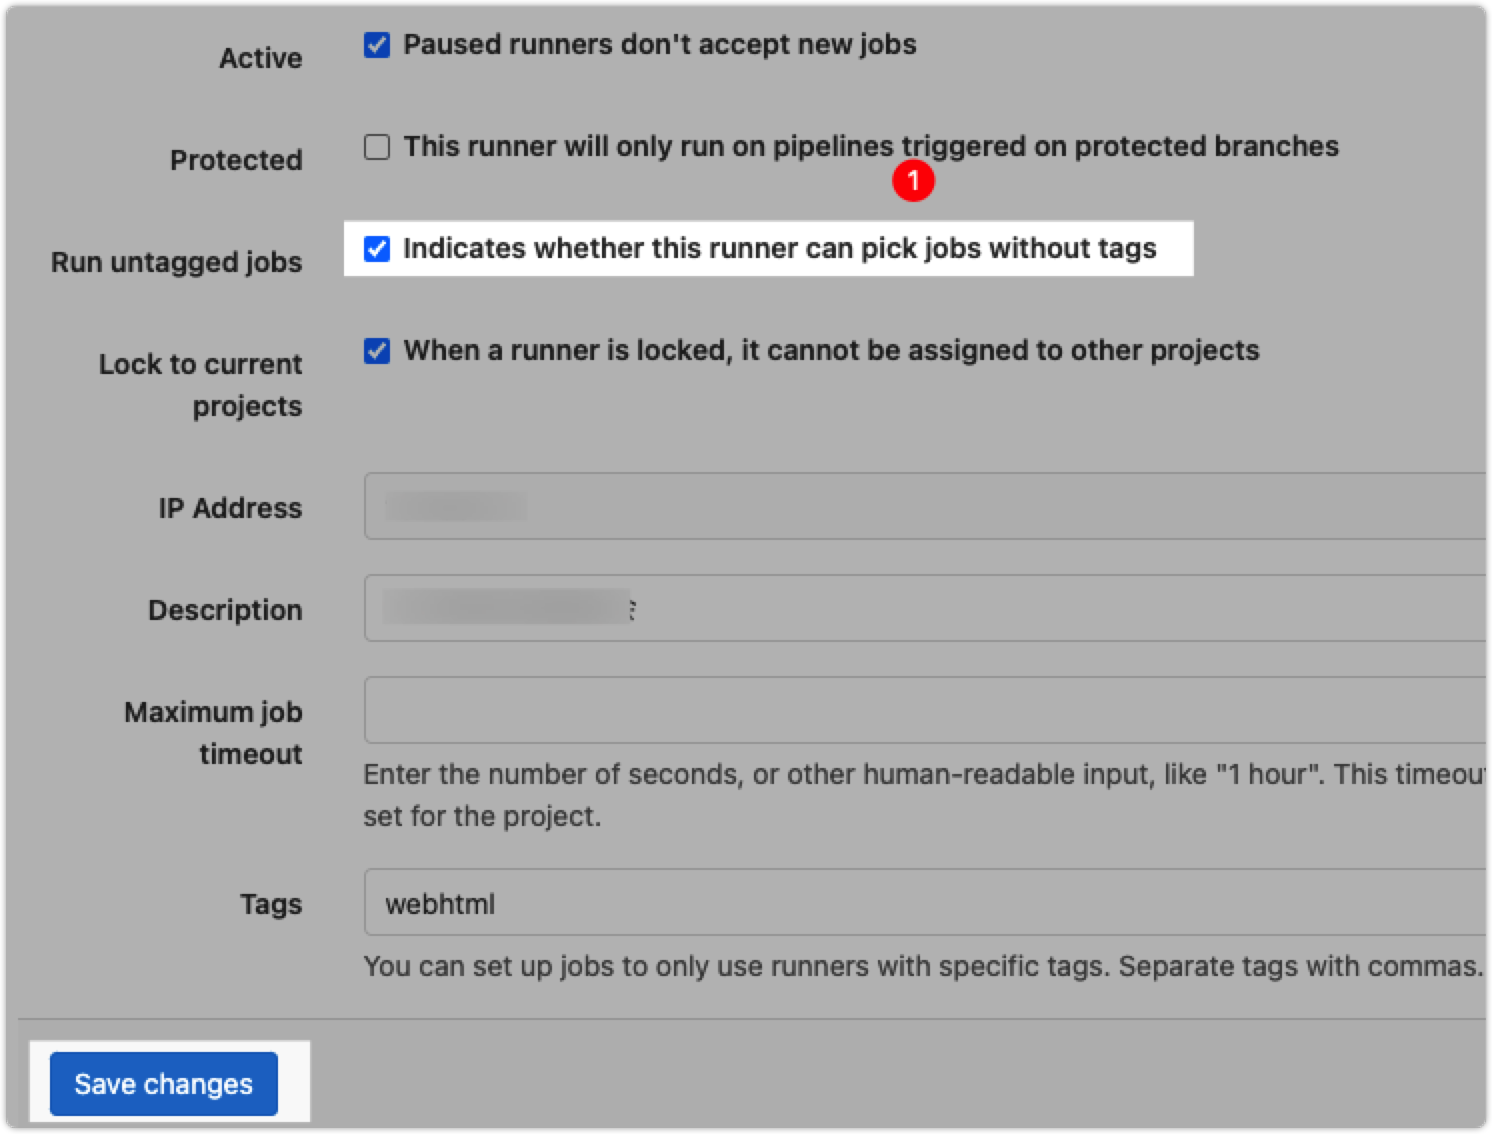 Active
Paused runners don't accept new jobs
Protected
This runner will only run on pipelines triggered on protected branches
1
Run untagged jobs
Indicates whether this runner can pick jobs without tags
Lock to current
projects
When a runner is locked, it cannot be assigned to other projects
IP Address
Description
Maximum job
timeout
Enter the number of seconds, or other human-readable input, like "1 hour". This
set for the project.
Tags
webhtml
You can set up jobs to only use runners with specific tags. Separate tags with commas.
Save changes